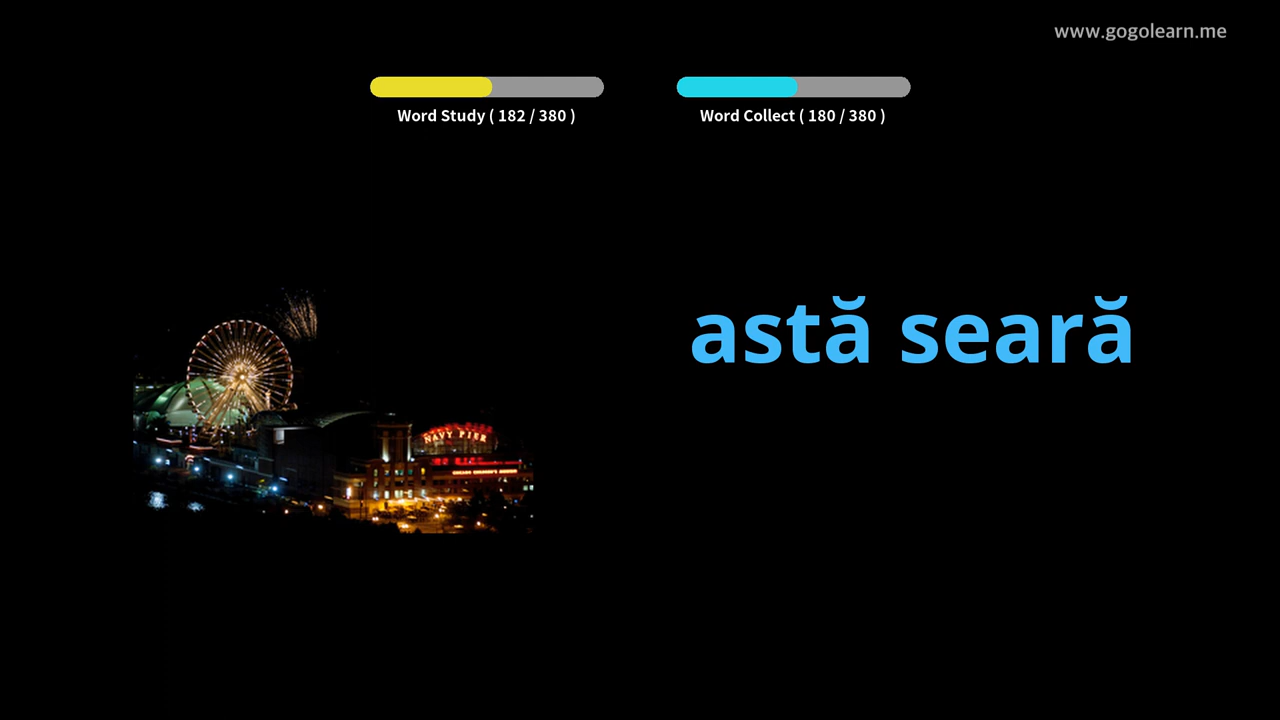 www.gogolearn.me
Word Study ( 182 / 380 )
Word Collect ( 180 / 380 )
astă seară
NAVY PIER